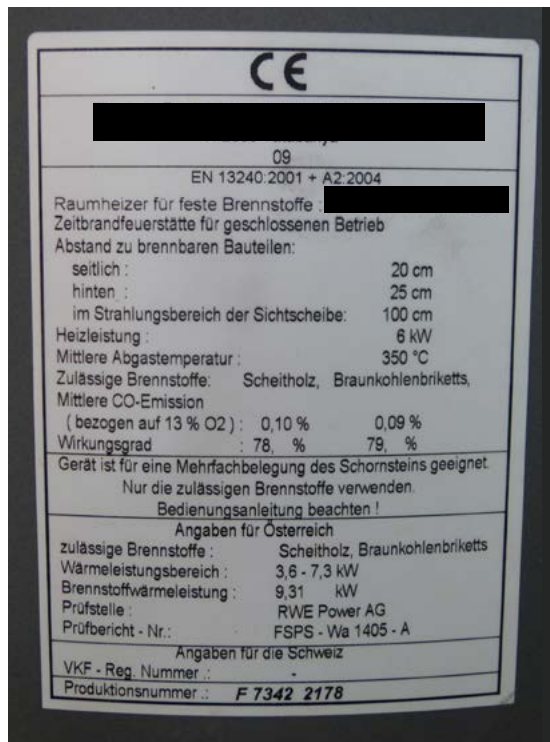 CE
09
EN 13240:2001 + A2:2004
Raumheizer für feste Brennstoffe :
Zeitbrandfeuerstätte für geschlossenen Betrieb
Abstand zu brennbaren Bauteilen:
seitlich : 20 cm
hinten : 25 cm
im Strahlungsbereich der Sichtscheibe: 100 cm
Heizleistung : 6 kW
Mittlere Abgastemperatur : 350 °C
Zulässige Brennstoffe: Scheitholz, Braunkohlenbriketts,
Mittlere CO-Emission
( bezogen auf 13 % O2 ) : 0,10 % 0,09 %
Wirkungsgrad : 78, % 79, %
Gerät ist für eine Mehrfachbelegung des Schornsteins geeignet.
Nur die zulässigen Brennstoffe verwenden.
Bedienungsanleitung beachten !
Angaben für Österreich
zulässige Brennstoffe : Scheitholz, Braunkohlenbriketts
Wärmeleistungsbereich : 3,6 - 7,3 kW
Brennstoffwärmeleistung : 9,31 kW
Prüfstelle : RWE Power AG
Prüfbericht - Nr.: FSPS - Wa 1405 - A
Angaben für die Schweiz
VKF - Reg. Nummer .: -
Produktionsnummer .: F 7342 2178